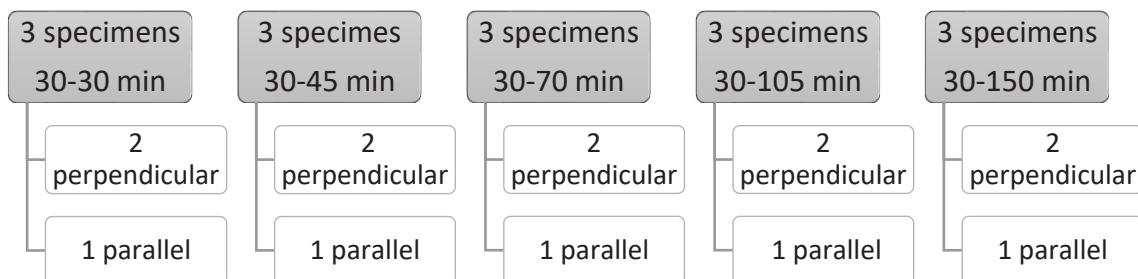 3 specimens
30-30 min
2
perpendicular
1 parallel
3 specimes
30-45 min
2
perpendicular
1 parallel
3 specimens
30-70 min
2
perpendicular
1 parallel
3 specimens
30-105 min
2
perpendicular
1 parallel
3 specimens
30-150 min
2
perpendicular
1 parallel